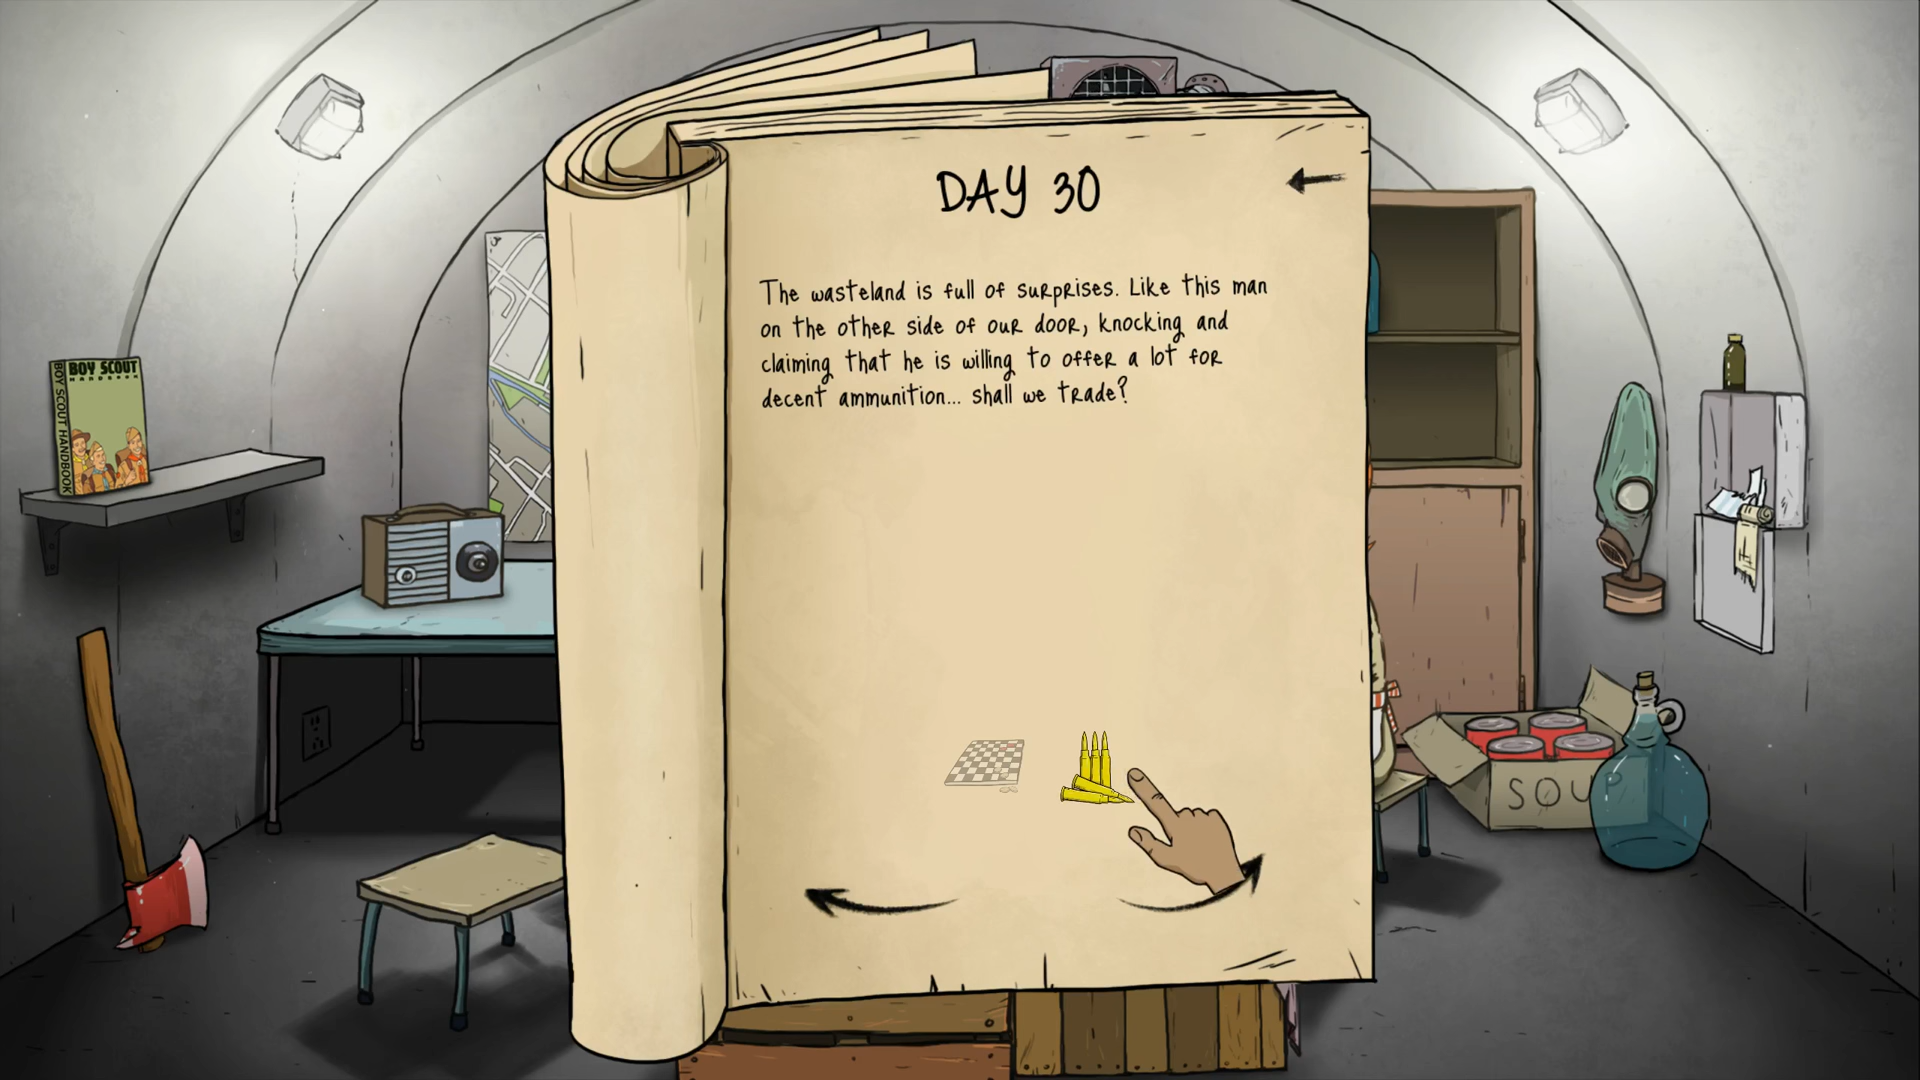 DAY 30
The wasteland is full of surprises. Like this man
on the other side of our door, knocking and
claiming that he is willing to offer a lot for
decent ammunition... shall we trade?
BOY SCOUT
HANDBOOK
BOY SCOUT HANDBOOK
SOU